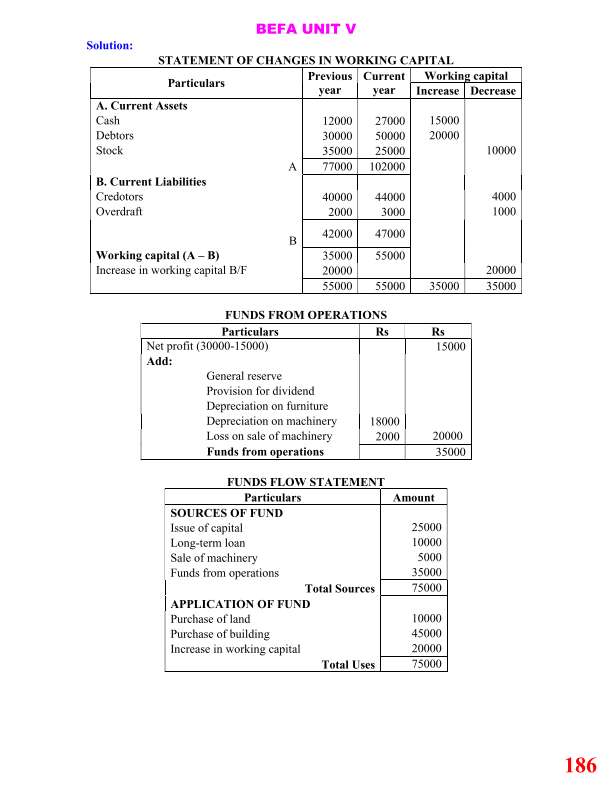 BEFA UNIT V
Solution:
STATEMENT OF CHANGES IN WORKING CAPITAL
Particulars Previous year Current year Working capital
Increase Decrease
A. Current Assets
Cash 12000 27000 15000
Debtors 30000 50000 20000
Stock 35000 25000 10000
A 77000 102000
B. Current Liabilities
Credotors 40000 44000 4000
Overdraft 2000 3000 1000
B 42000 47000
Working capital (A – B) 35000 55000
Increase in working capital B/F 20000 20000
55000 55000 35000 35000
FUNDS FROM OPERATIONS
Particulars Rs Rs
Net profit (30000-15000) 15000
Add:
General reserve
Provision for dividend
Depreciation on furniture
Depreciation on machinery 18000
Loss on sale of machinery 2000 20000
Funds from operations 35000
FUNDS FLOW STATEMENT
Particulars Amount
SOURCES OF FUND
Issue of capital 25000
Long-term loan 10000
Sale of machinery 5000
Funds from operations 35000
Total Sources 75000
APPLICATION OF FUND
Purchase of land 10000
Purchase of building 45000
Increase in working capital 20000
Total Uses 75000
186